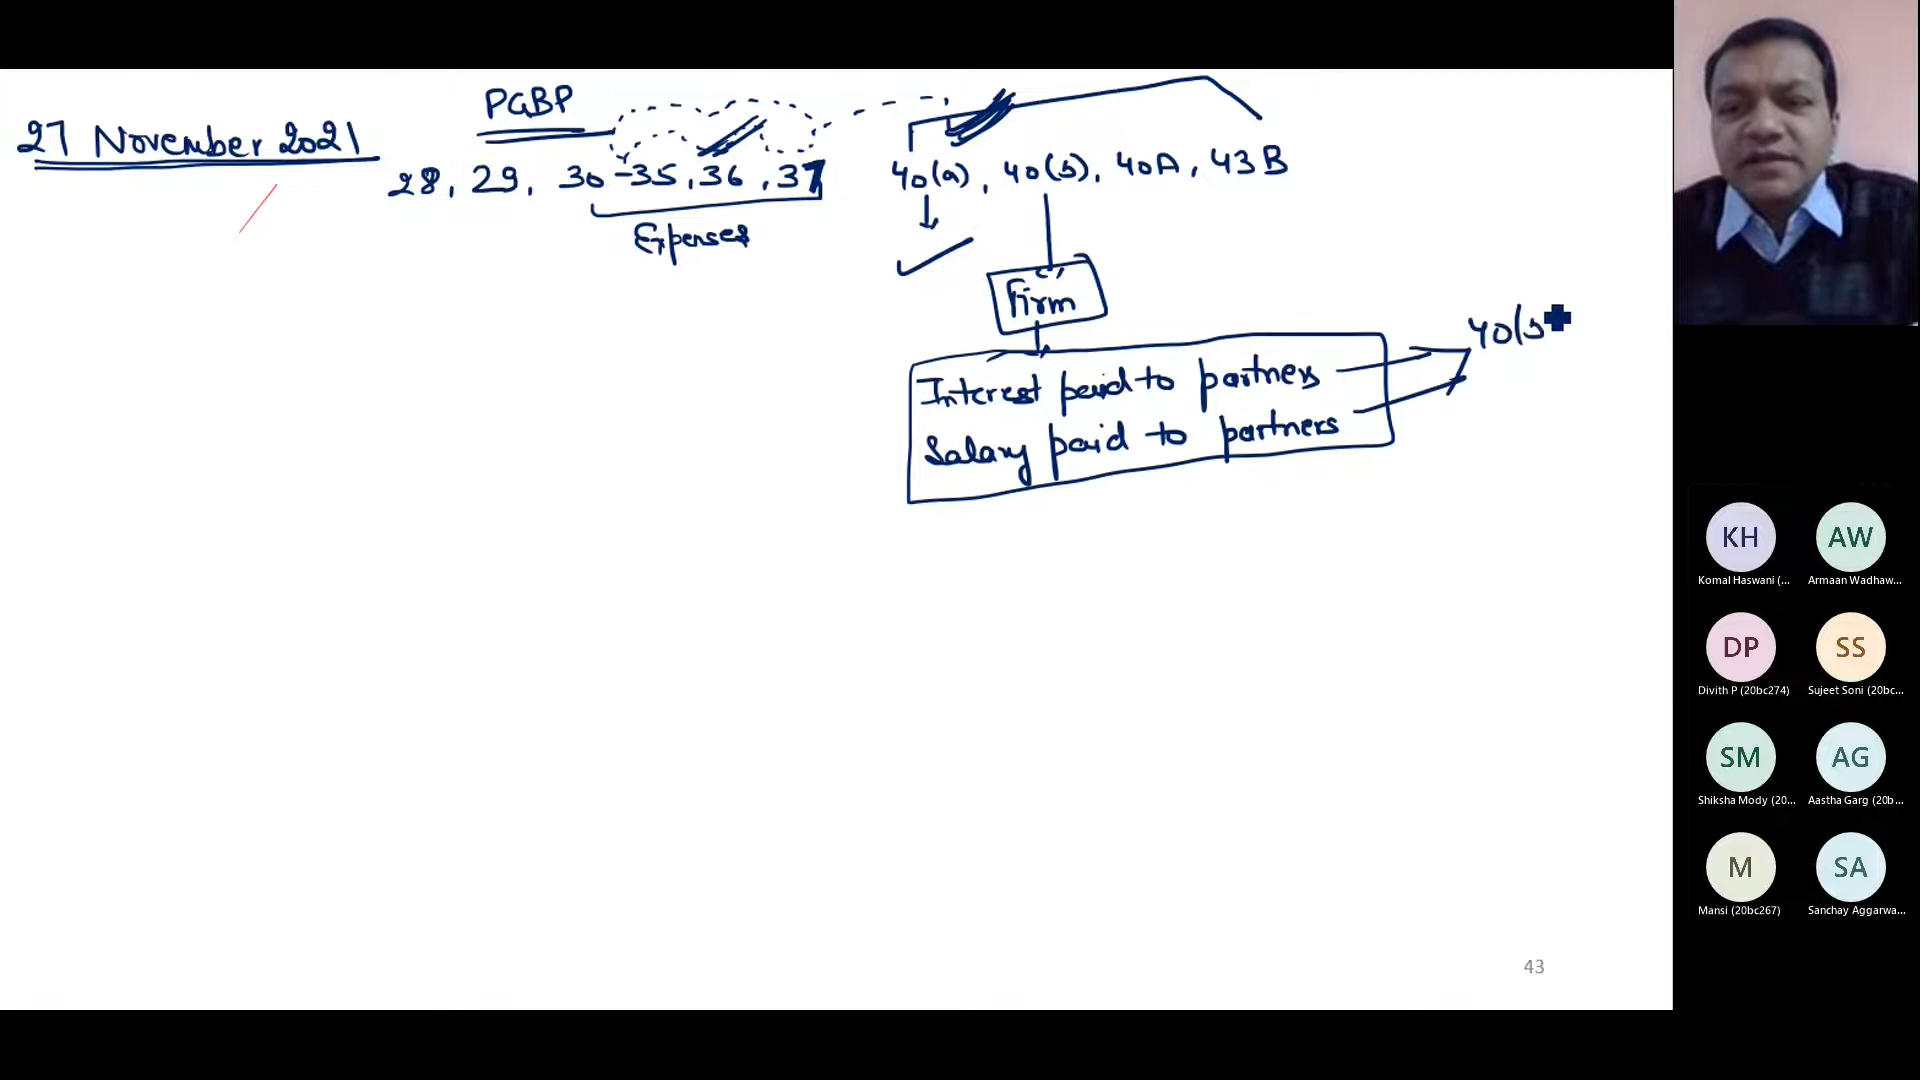 27 November 2021
PGBP
28, 29, 30-35, 36, 37
40(a), 40(b), 40A, 43B
Expenses
Firm
40(b
Interest paid to partners
Salary paid to partners
43
KH
Komal Haswani (...
AW
Armaan Wadhaw...
DP
Divith P (20bc274)
SS
Sujeet Soni (20bc...
SM
Shiksha Mody (20...
AG
Aastha Garg (20b...
M
Mansi (20bc267)
SA
Sanchay Aggarwa...